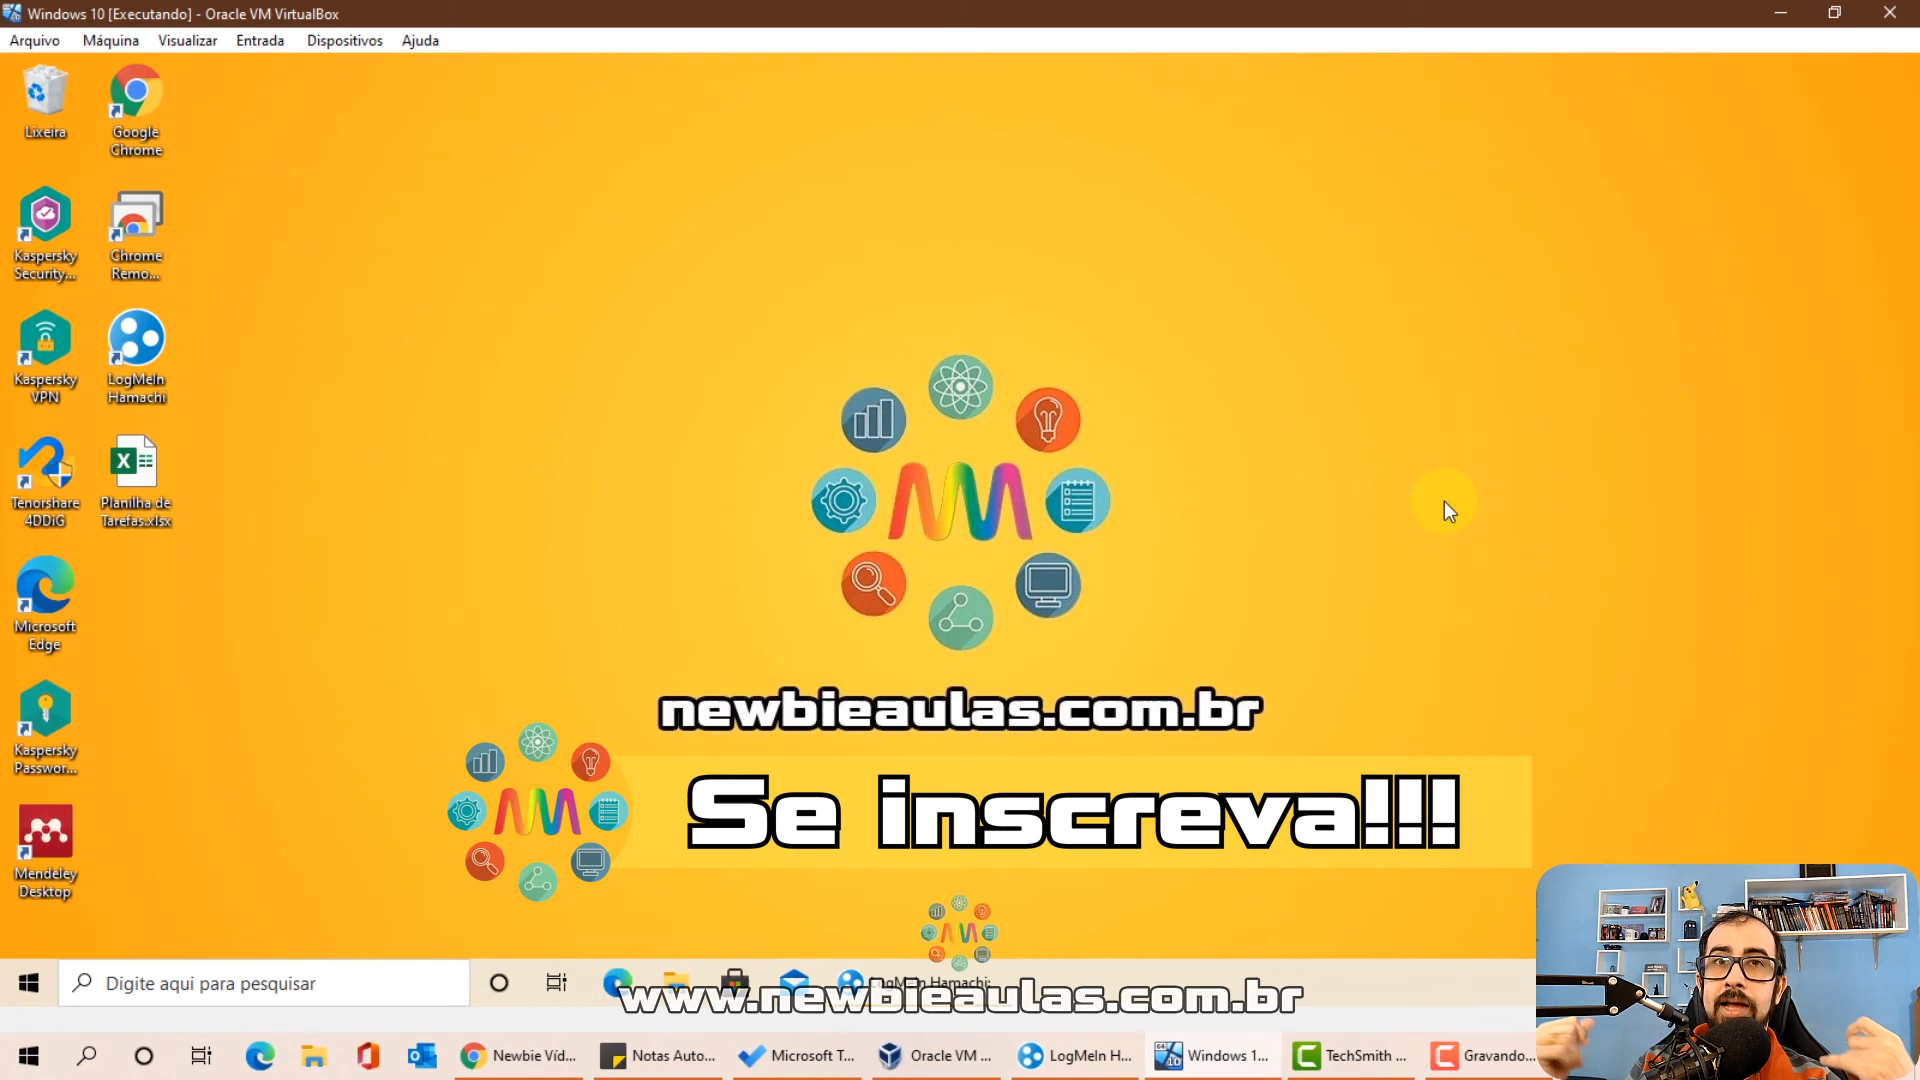 Windows 10 [Executando] - Oracle VM VirtualBox
Arquivo Máquina Visualizar Entrada Dispositivos Ajuda
Lixeira
Google
Chrome
Kaspersky
Security...
Chrome
Remo...
Kaspersky
VPN
LogMeIn
Hamachi
Tenorshare
4DDiG
Planilha de
Tarefas.xlsx
Microsoft
Edge
Kaspersky
Passwor...
Mendeley
Desktop
newbieaulas.com.br
Se inscreva!!!
Digite aqui para pesquisar
LogMeIn Hamachi
www.newbieaulas.com.br
Newbie Víd... Notas Auto... Microsoft T... Oracle VM ... LogMeIn H... Windows 1... TechSmith ... Gravando...